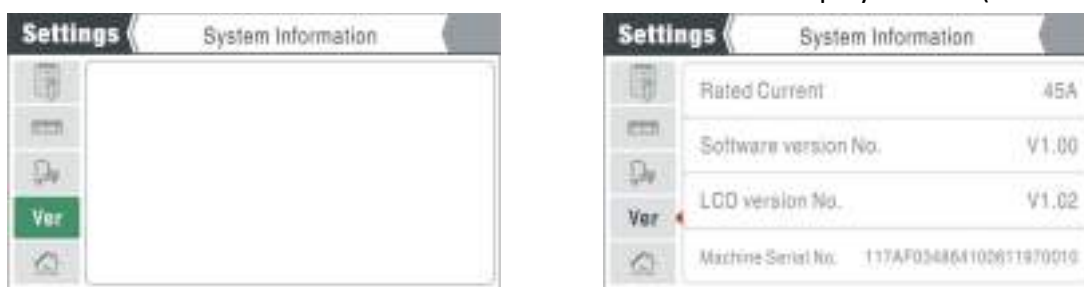 Settings System Information
Ver
Settings System Information
Rated Current 45A
Software version No. V1.00
LCD version No. V1.02
Ver
Machine Serial No.